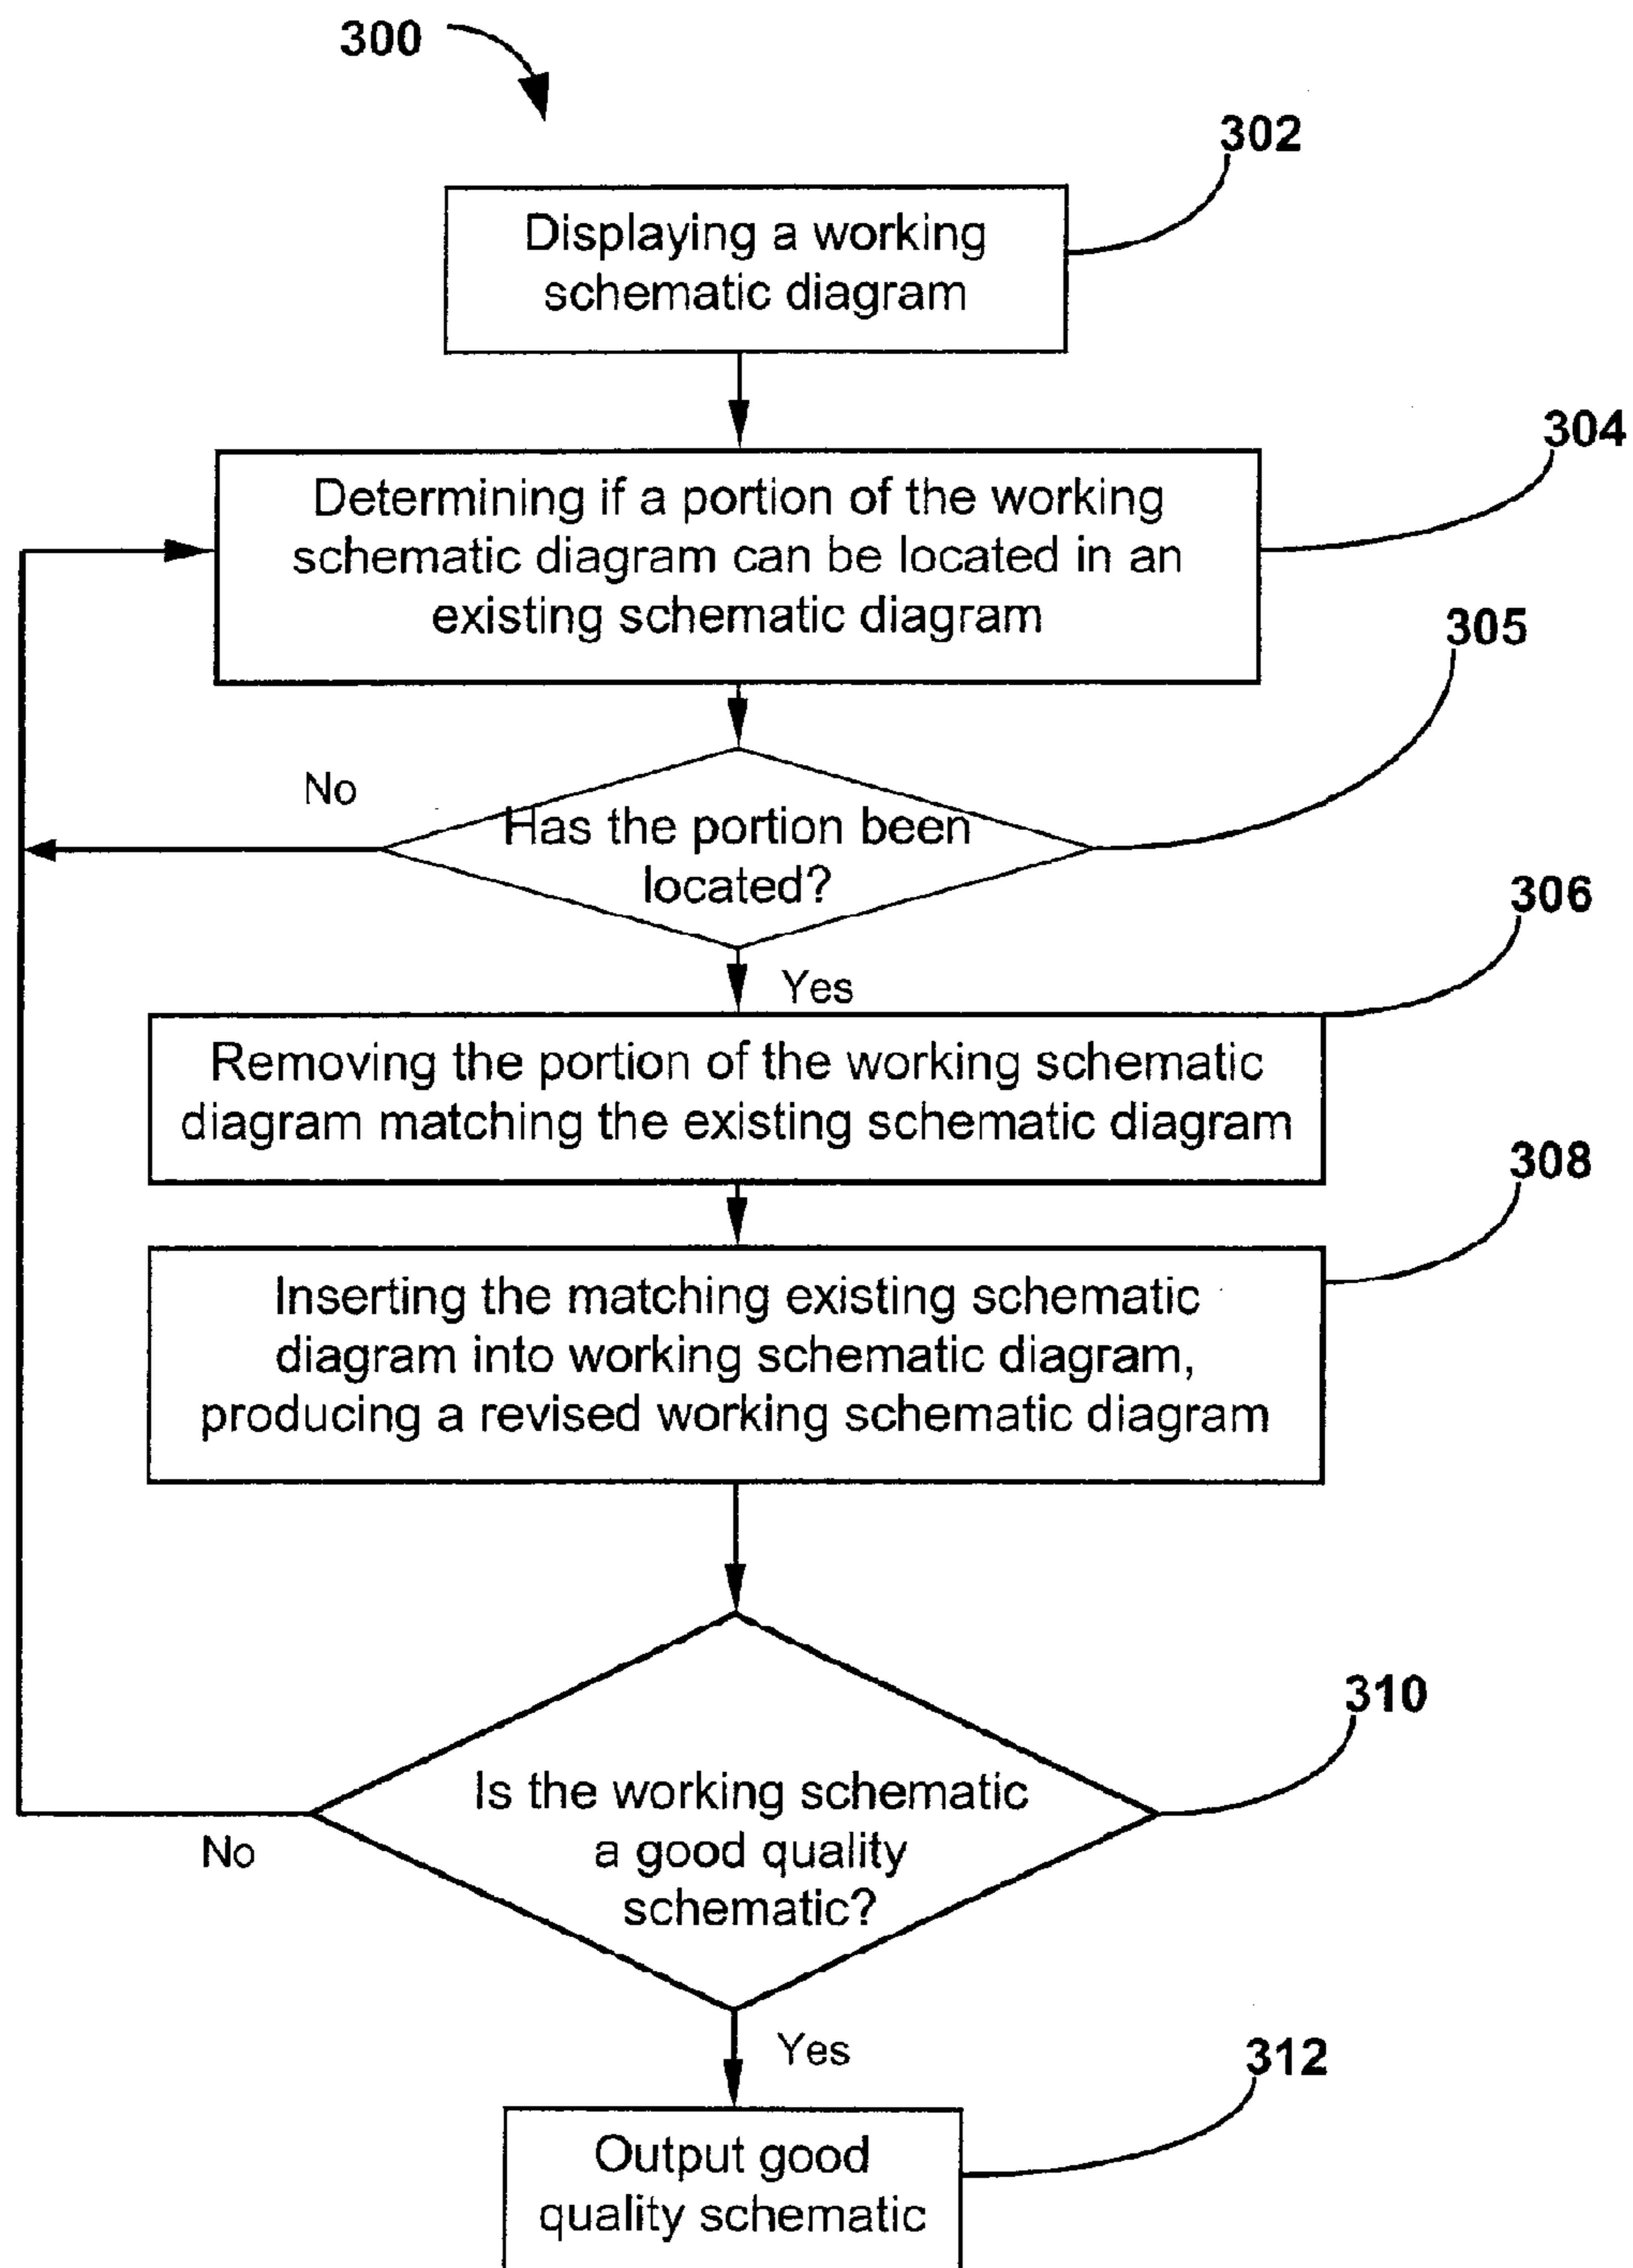 300
302
Displaying a working
schematic diagram
304
Determining if a portion of the working
schematic diagram can be located in an
existing schematic diagram
305
No
Has the portion been
located?
306
Yes
Removing the portion of the working schematic
diagram matching the existing schematic diagram
308
Inserting the matching existing schematic
diagram into working schematic diagram,
producing a revised working schematic diagram
310
Is the working schematic
a good quality
schematic?
No
Yes
312
Output good
quality schematic